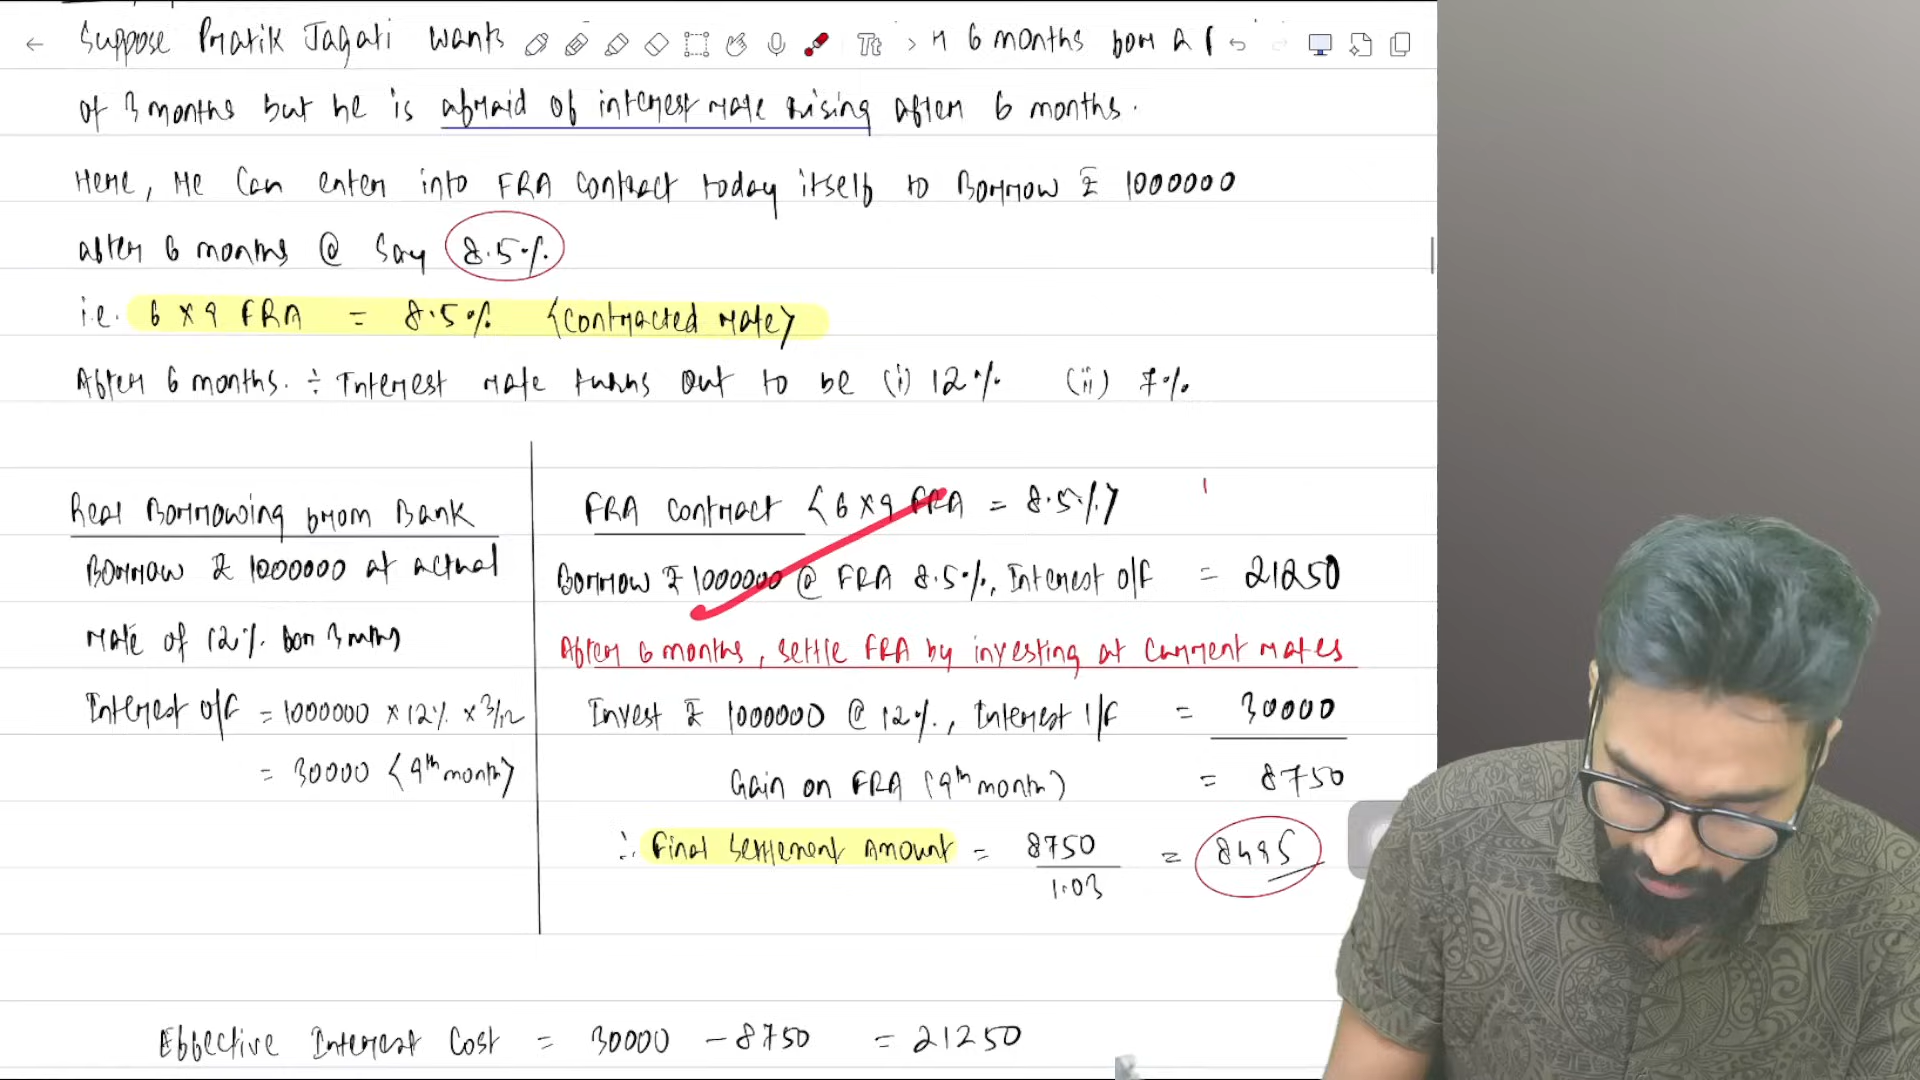 Suppose Pratik Jagati wants 6 months for a
of 3 months but he is afraid of interest rate rising after 6 months.
Here, He Can enter into FRA Contract today itself to Borrow ₹ 1000000
after 6 months @ Say 8.5%
i.e. 6 x 9 FRA = 8.5% {Contracted rate}
After 6 months. ÷ Interest rate turns out to be (i) 12% (ii) 7%
Real Borrowing from Bank
Borrow ₹ 1000000 at actual
rate of 12% for 3 mths
Interest o/f = 1000000 x 12% x 3/12
= 30000 {9th month}
FRA Contract {6 x 9 FRA = 8.5%}
Borrow ₹ 1000000 @ FRA 8.5%, Interest o/f = 21250
After 6 months, settle FRA by investing at current rates
Invest ₹ 1000000 @ 12%, Interest I/f = 30000
Gain on FRA (9th month) = 8750
∴ Final Settlement Amount = 8750/1.03 = 8495
Effective Interest Cost = 30000 - 8750 = 21250